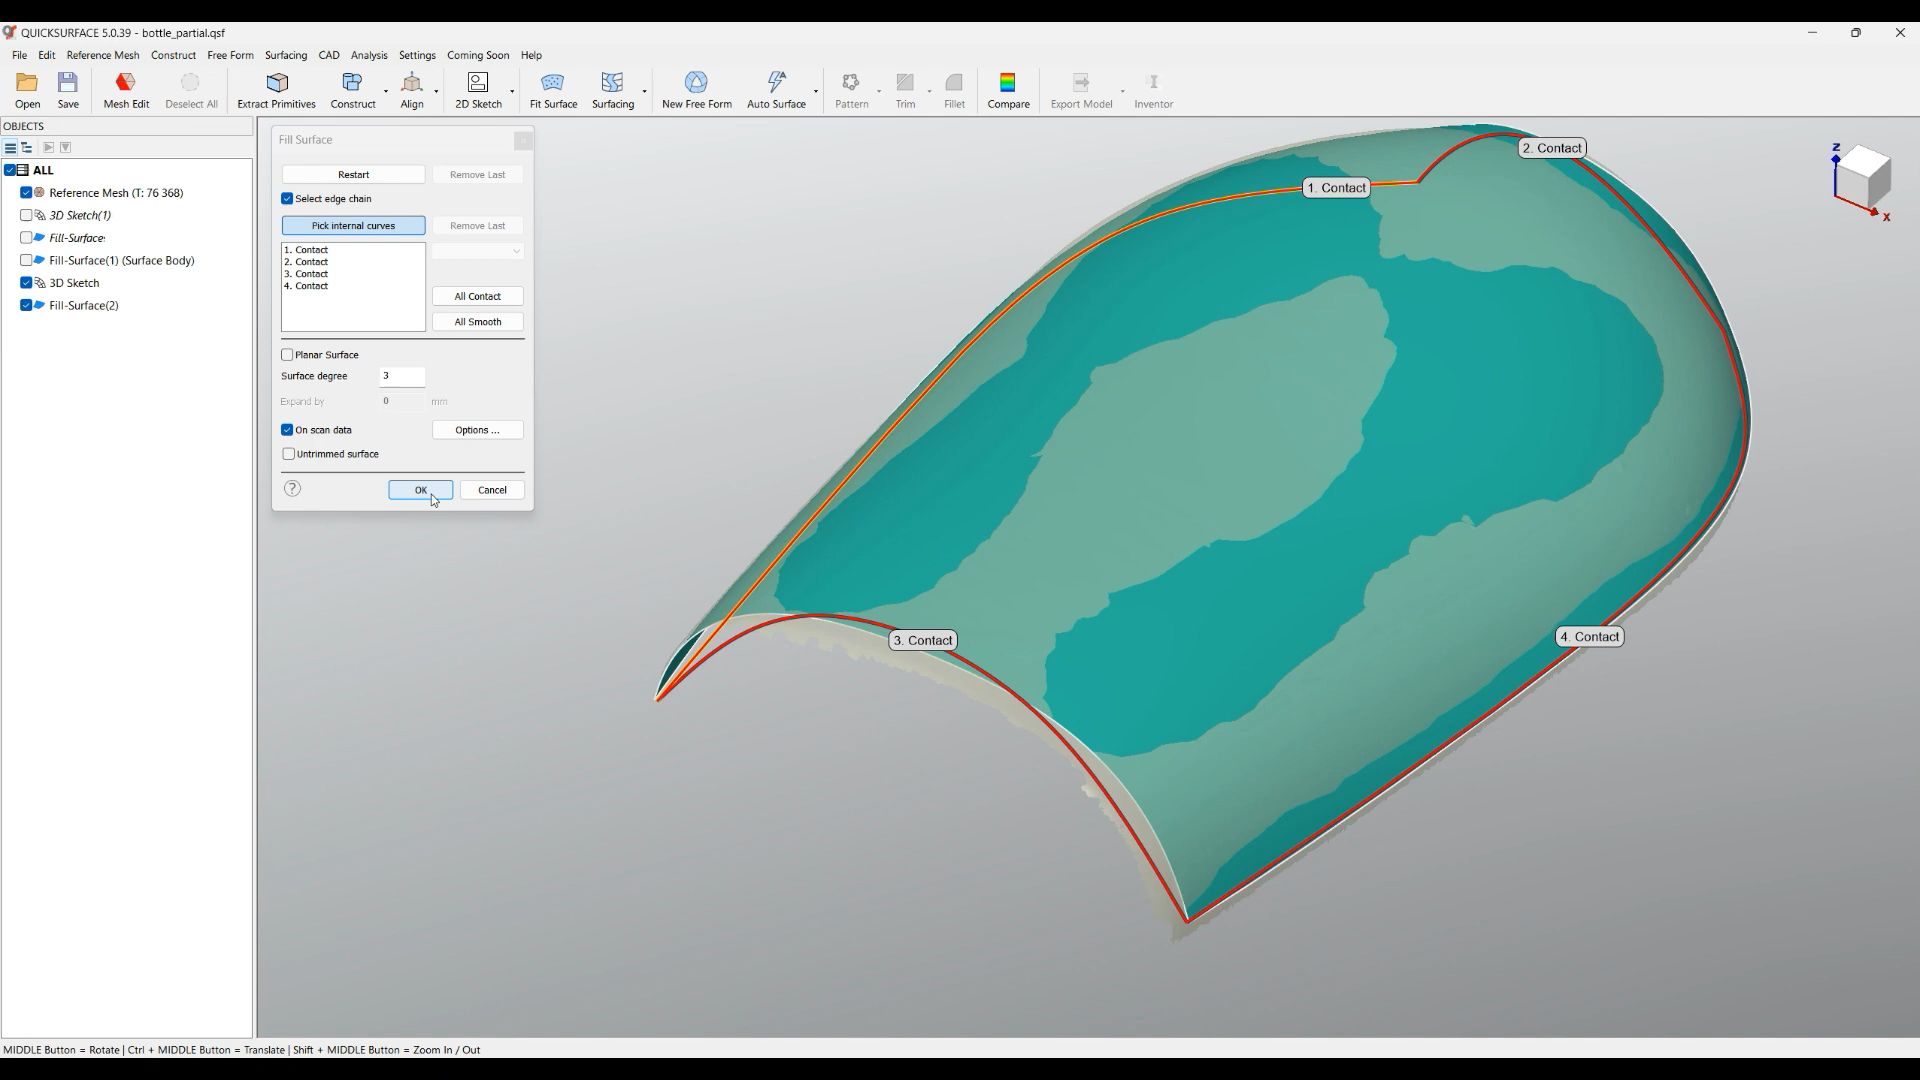 QUICKSURFACE 5.0.39 - bottle_partial.qsf
File Edit Reference Mesh Construct Free Form Surfacing CAD Analysis Settings Coming Soon Help
Open Save Mesh Edit Deselect All Extract Primitives Construct Align 2D Sketch Fit Surface Surfacing New Free Form Auto Surface Pattern Trim Fillet Compare Export Model Inventor
OBJECTS
ALL
Reference Mesh (T: 76 368)
3D Sketch(1)
Fill-Surface
Fill-Surface(1) (Surface Body)
3D Sketch
Fill-Surface(2)
Fill Surface
Restart Remove Last
Select edge chain
Pick internal curves Remove Last
1. Contact
2. Contact
3. Contact
4. Contact
All Contact
All Smooth
Planar Surface
Surface degree 3
Expand by 0 mm
On scan data Options ...
Untrimmed surface
? OK Cancel
2. Contact
1. Contact
3. Contact
4. Contact
Z
X
MIDDLE Button = Rotate | Ctrl + MIDDLE Button = Translate | Shift + MIDDLE Button = Zoom In / Out